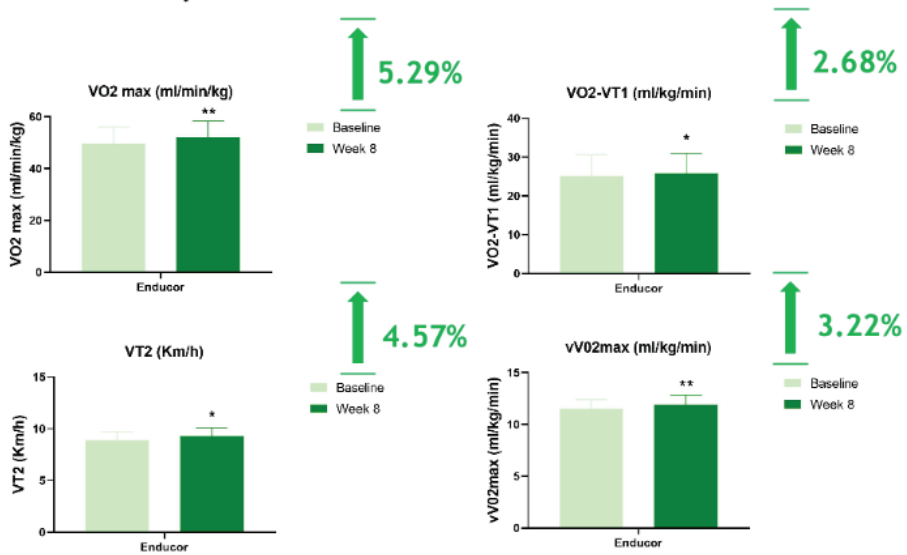 5.29%
VO2 max (ml/min/kg)
**
Baseline
Week 8
VO2 max (ml/min/kg)
60
40
20
0
Enducor
2.68%
VO2-VT1 (ml/kg/min)
*
Baseline
Week 8
VO2-VT1 (ml/kg/min)
40
30
20
10
0
Enducor
4.57%
VT2 (Km/h)
*
Baseline
Week 8
VT2 (Km/h)
15
10
5
0
Enducor
3.22%
vV02max (ml/kg/min)
**
Baseline
Week 8
vV02max (ml/kg/min)
15
10
5
0
Enducor